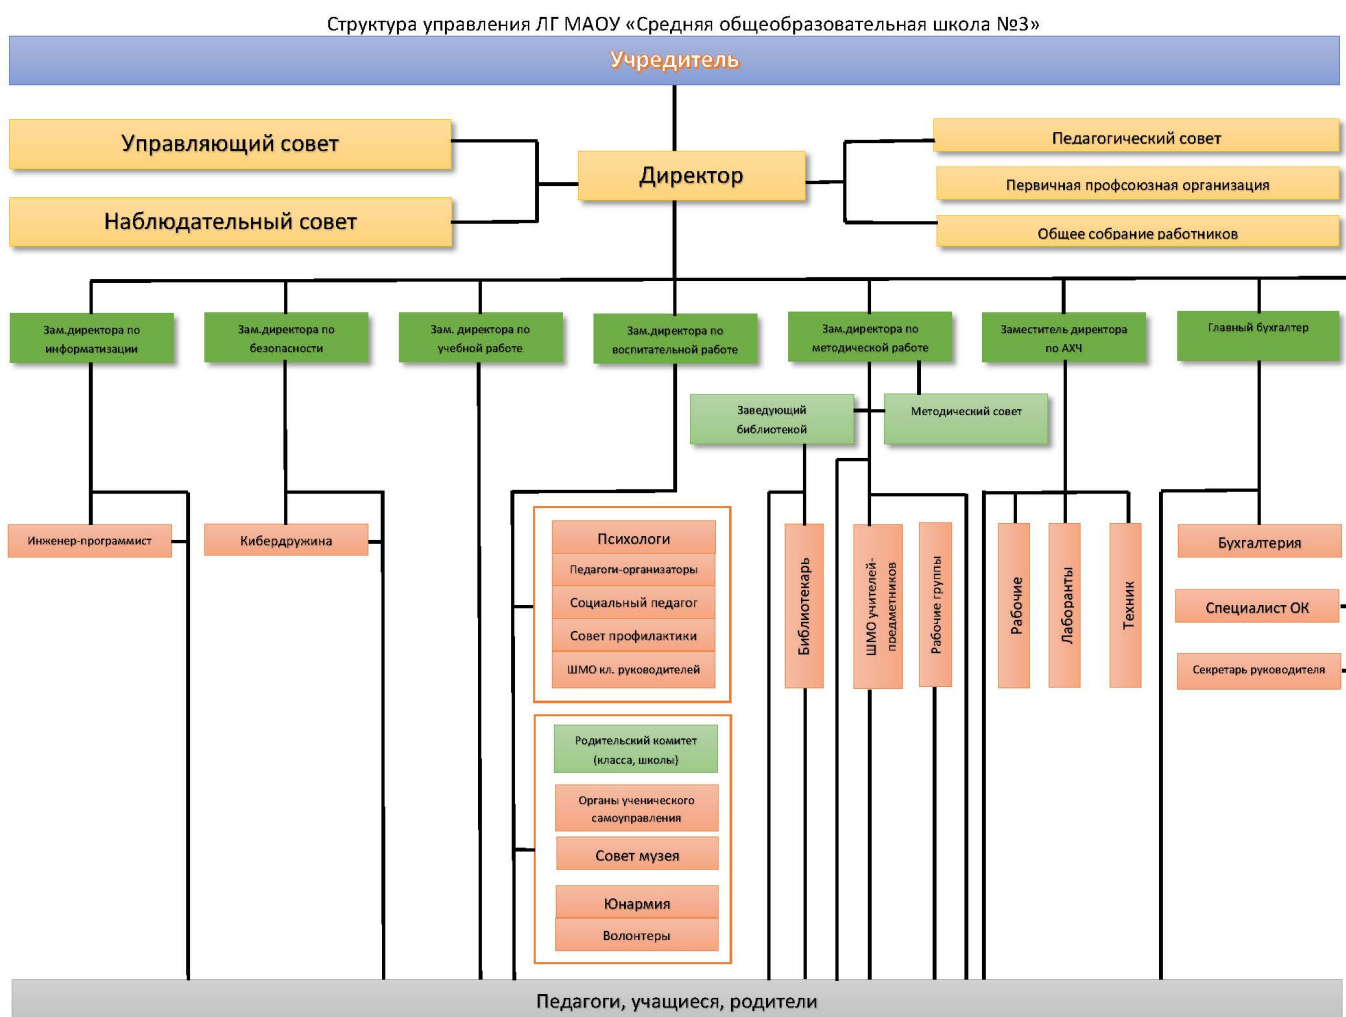 Структура управления ЛГ МАОУ «Средняя общеобразовательная школа №3»
Учредитель
Управляющий совет
Наблюдательный совет
Директор
Педагогический совет
Первичная профсоюзная организация
Общее собрание работников
Зам.директора по
информатизации
Зам.директора по
безопасности
Зам. директора по
учебной работе
Зам.директора по
воспитательной работе
Зам.директора по
методической работе
Заместитель директора
по АХЧ
Главный бухгалтер
Заведующий
библиотекой
Методический совет
Инженер-программист
Кибердружина
Психологи
Педагоги-организаторы
Социальный педагог
Совет профилактики
ШМО кл. руководителей
Родительский комитет
(класса, школы)
Органы ученического
самоуправления
Совет музея
Юнармия
Волонтеры
Библиотекарь
ШМО учителей-
предметников
Рабочие группы
Рабочие
Лаборанты
Техник
Бухгалтерия
Специалист ОК
Секретарь руководителя
Педагоги, учащиеся, родители